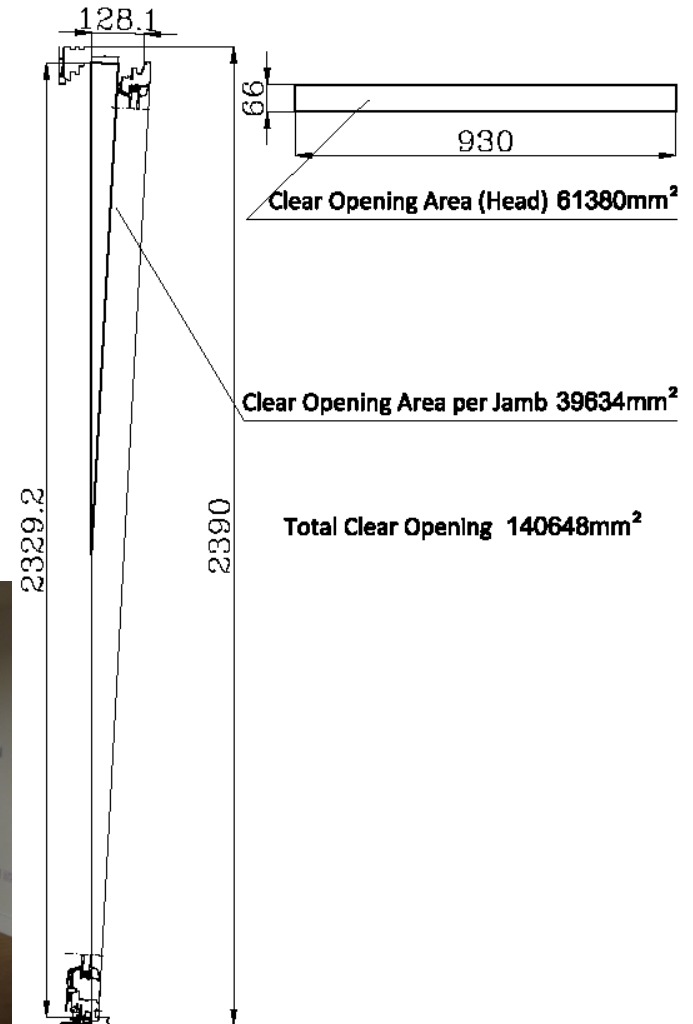 128.1
66
930
Clear Opening Area (Head) 61380mm²
Clear Opening Area per Jamb 39634mm²
2329.2
2390
Total Clear Opening 140648mm²